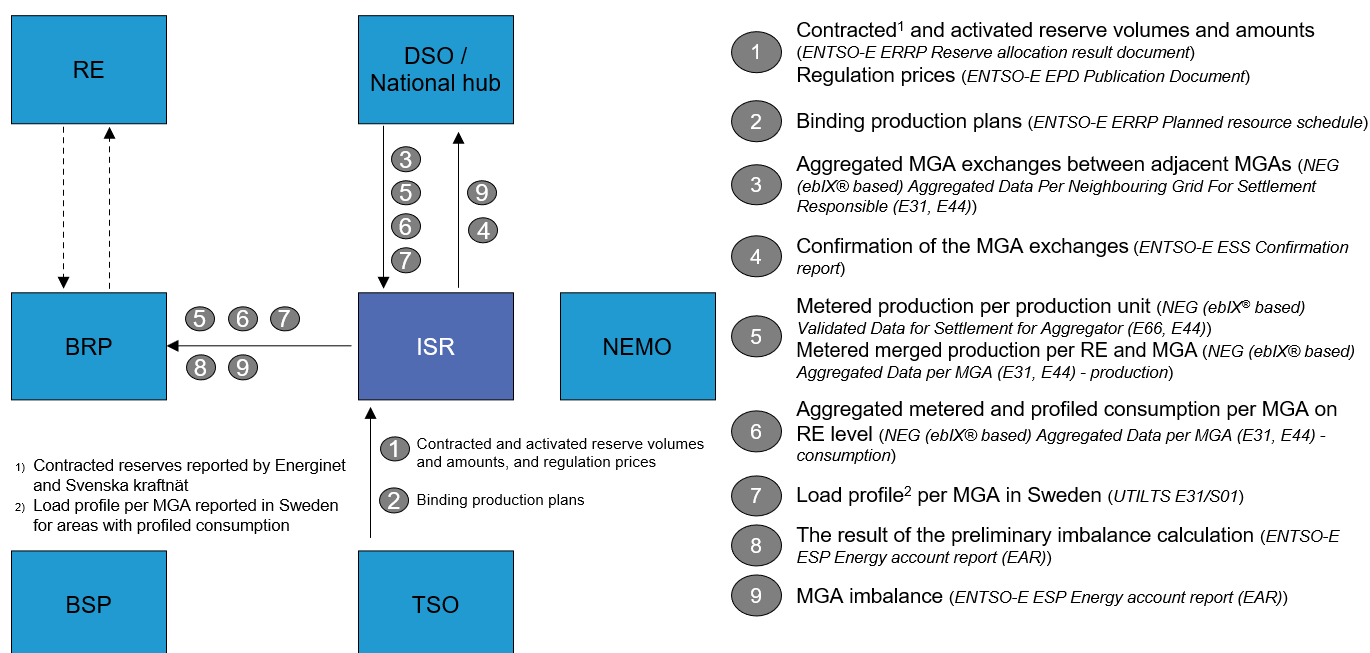 RE
DSO /
National hub
3
5
6
7
9
4
BRP
5 6 7
8 9
ISR
NEMO
1 Contracted and activated reserve volumes
and amounts, and regulation prices
2 Binding production plans
1) Contracted reserves reported by Energinet
and Svenska kraftnät
2) Load profile per MGA reported in Sweden
for areas with profiled consumption
BSP
TSO
1 Contracted¹ and activated reserve volumes and amounts
(ENTSO-E ERRP Reserve allocation result document)
Regulation prices (ENTSO-E EPD Publication Document)
2 Binding production plans (ENTSO-E ERRP Planned resource schedule)
3 Aggregated MGA exchanges between adjacent MGAs (NEG
(ebIX® based) Aggregated Data Per Neighbouring Grid For Settlement
Responsible (E31, E44))
4 Confirmation of the MGA exchanges (ENTSO-E ESS Confirmation
report)
5 Metered production per production unit (NEG (ebIX® based)
Validated Data for Settlement for Aggregator (E66, E44))
Metered merged production per RE and MGA (NEG (ebIX® based)
Aggregated Data per MGA (E31, E44) - production)
6 Aggregated metered and profiled consumption per MGA on
RE level (NEG (ebIX® based) Aggregated Data per MGA (E31, E44) -
consumption)
7 Load profile² per MGA in Sweden (UTILTS E31/S01)
8 The result of the preliminary imbalance calculation (ENTSO-E
ESP Energy account report (EAR))
9 MGA imbalance (ENTSO-E ESP Energy account report (EAR))